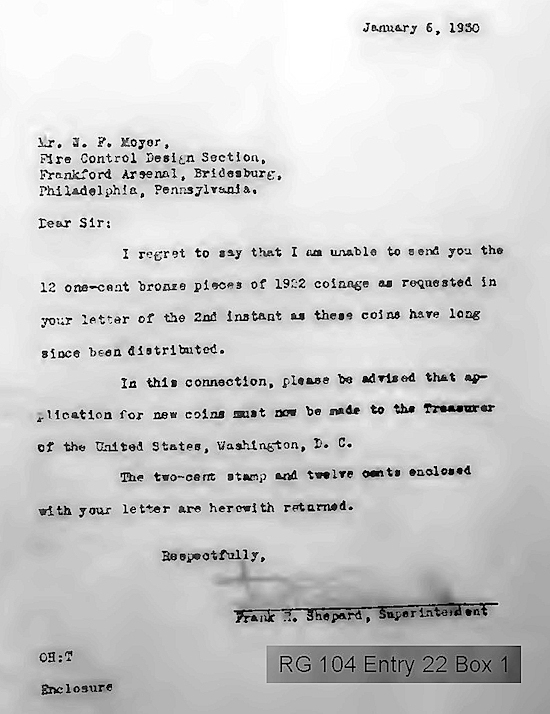 January 6, 1930
Mr. W. F. Moyer,
Fire Control Design Section,
Frankford Arsenal, Bridesburg,
Philadelphia, Pennsylvania.
Dear Sir:
I regret to say that I am unable to send you the
12 one-cent bronze pieces of 1922 coinage as requested in
your letter of the 2nd instant as these coins have long
since been distributed.
In this connection, please be advised that ap-
plication for new coins must now be made to the Treasurer
of the United States, Washington, D. C.
The two-cent stamp and twelve cents enclosed
with your letter are herewith returned.
Respectfully,
Frank H. Shepard, Superintendent
OH:T
RG 104 Entry 22 Box 1
Enclosure